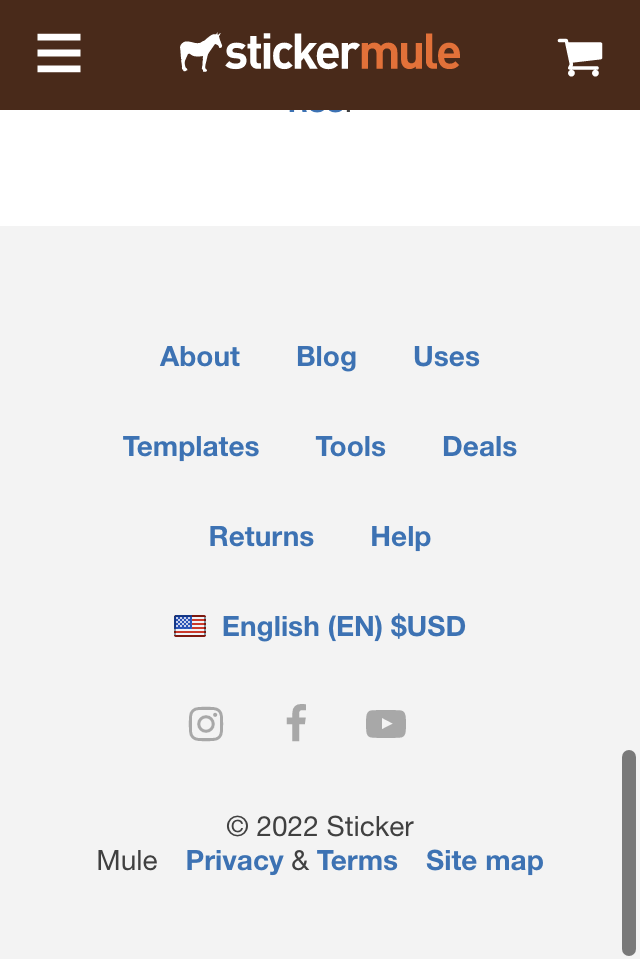 stickermule
About Blog Uses
Templates Tools Deals
Returns Help
English (EN) $USD
© 2022 Sticker
Mule Privacy & Terms Site map